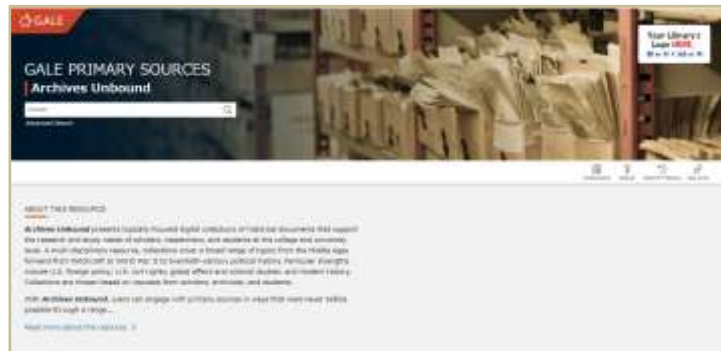 GALE
Your Library's
Logo HERE
GALE PRIMARY SOURCES
Archives Unbound
Advanced Search
ABOUT THIS RESOURCE
Archives Unbound presents topically-focused digital collections of historical documents that support
the research and study needs of scholars, researchers, and students at the college and university
level. A multi-disciplinary resource, collections cover a broad range of topics from the Middle Ages
forward-from Witchcraft to World War II to twentieth-century political history. Particular strengths
include U.S. foreign policy; U.S. civil rights; global affairs and colonial studies; and modern history.
Collections are chosen based on requests from scholars, archivists, and students.
With Archives Unbound, users can engage with primary sources in ways that were never before
possible through a range...
Read more about this resource